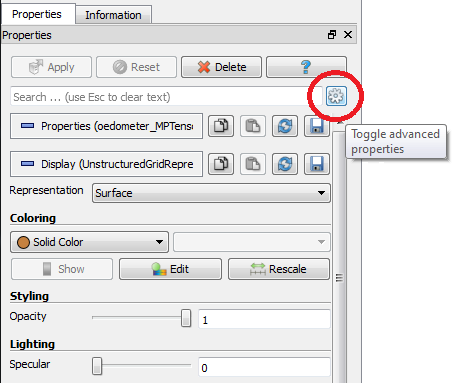 Properties Information
Properties
Apply Reset Delete ?
Search ... (use Esc to clear text)
Toggle advanced
properties
Properties (oedometer_MPTens
Display (UnstructuredGridRepre
Representation Surface
Coloring
Solid Color
Show Edit Rescale
Styling
Opacity 1
Lighting
Specular 0